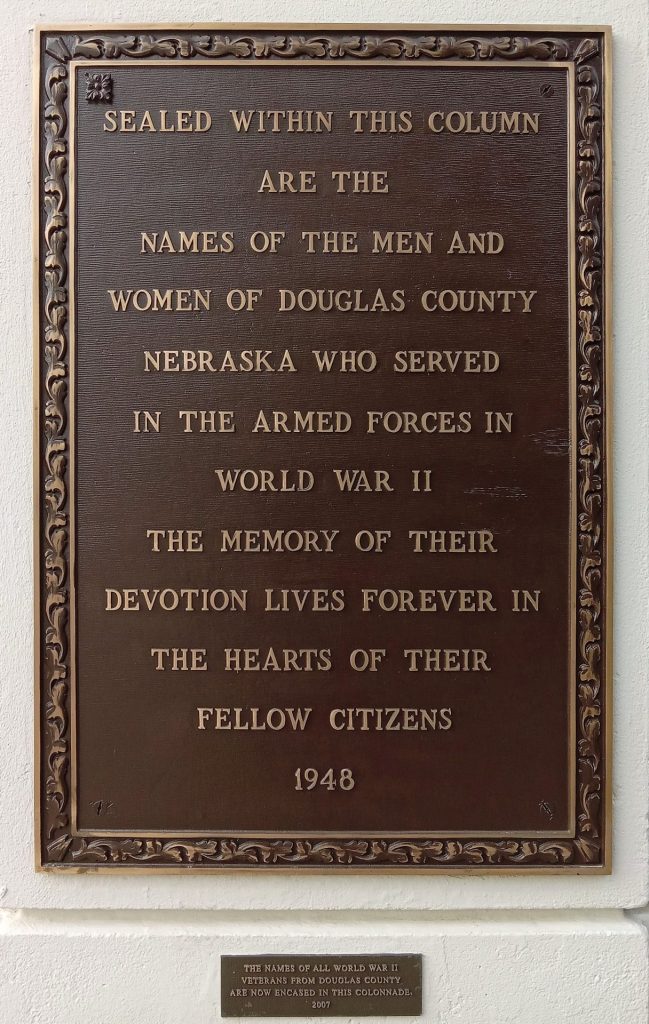 SEALED WITHIN THIS COLUMN
ARE THE
NAMES OF THE MEN AND
WOMEN OF DOUGLAS COUNTY
NEBRASKA WHO SERVED
IN THE ARMED FORCES IN
WORLD WAR II
THE MEMORY OF THEIR
DEVOTION LIVES FOREVER IN
THE HEARTS OF THEIR
FELLOW CITIZENS
1948
THE NAMES OF ALL WORLD WAR II
VETERANS FROM DOUGLAS COUNTY
ARE NOW ENCASED IN THIS COLONNADE.
2007